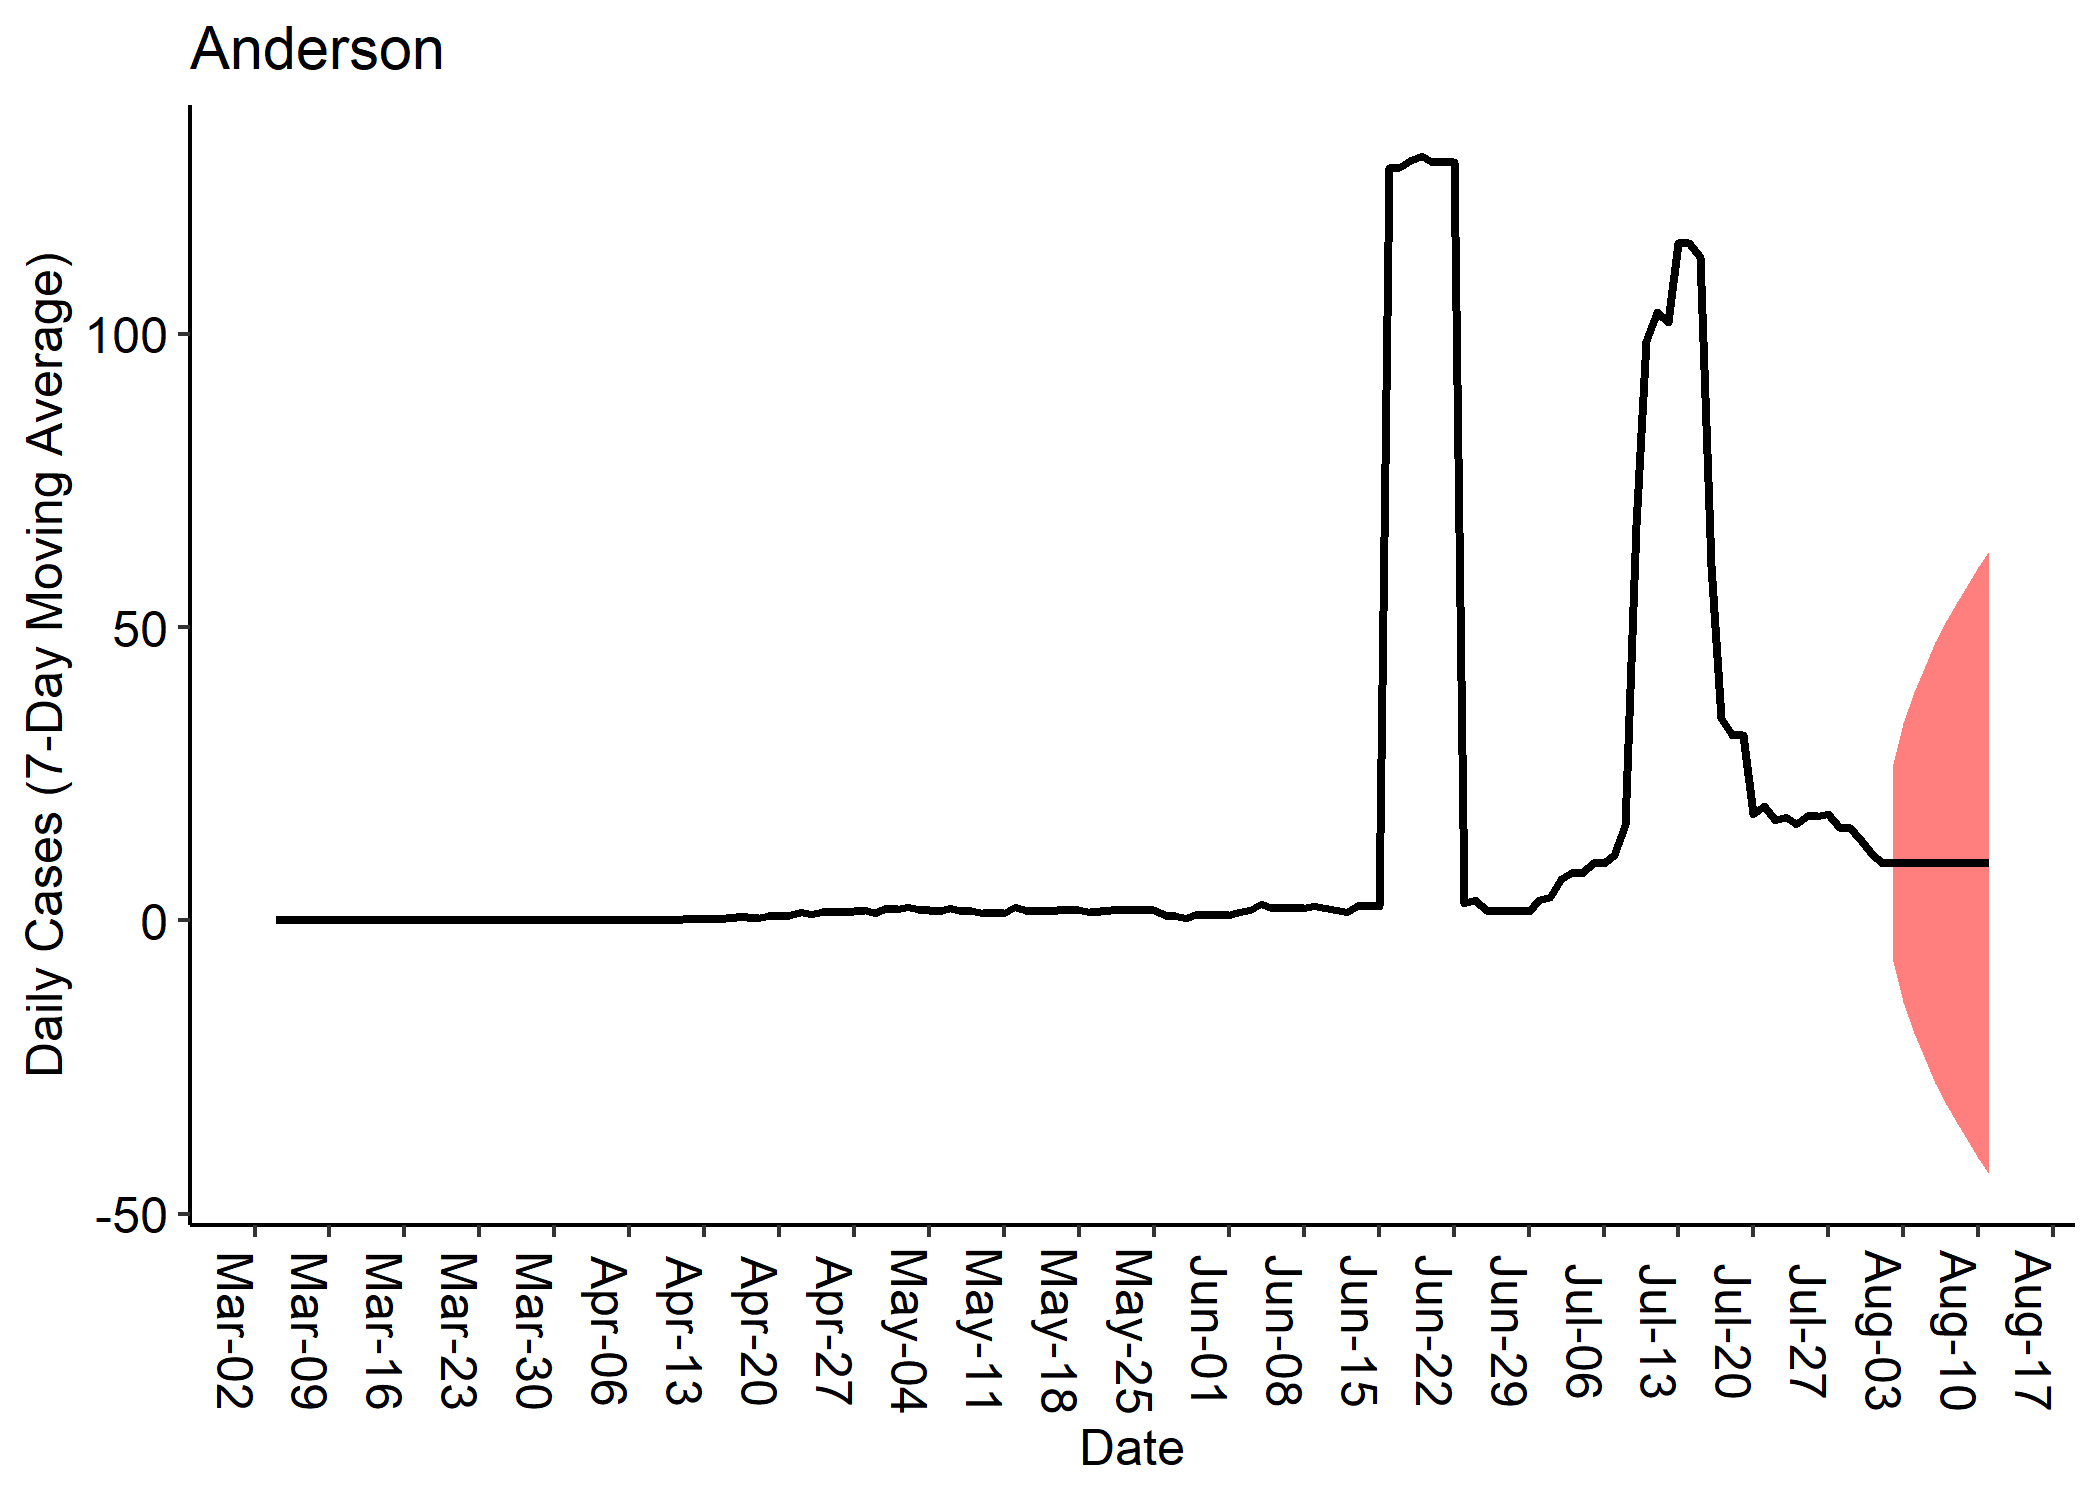 Anderson
Daily Cases (7-Day Moving Average)
100
50
0
-50
Mar-02
Mar-09
Mar-16
Mar-23
Mar-30
Apr-06
Apr-13
Apr-20
Apr-27
May-04
May-11
May-18
May-25
Jun-01
Jun-08
Jun-15
Jun-22
Jun-29
Jul-06
Jul-13
Jul-20
Jul-27
Aug-03
Aug-10
Aug-17
Date